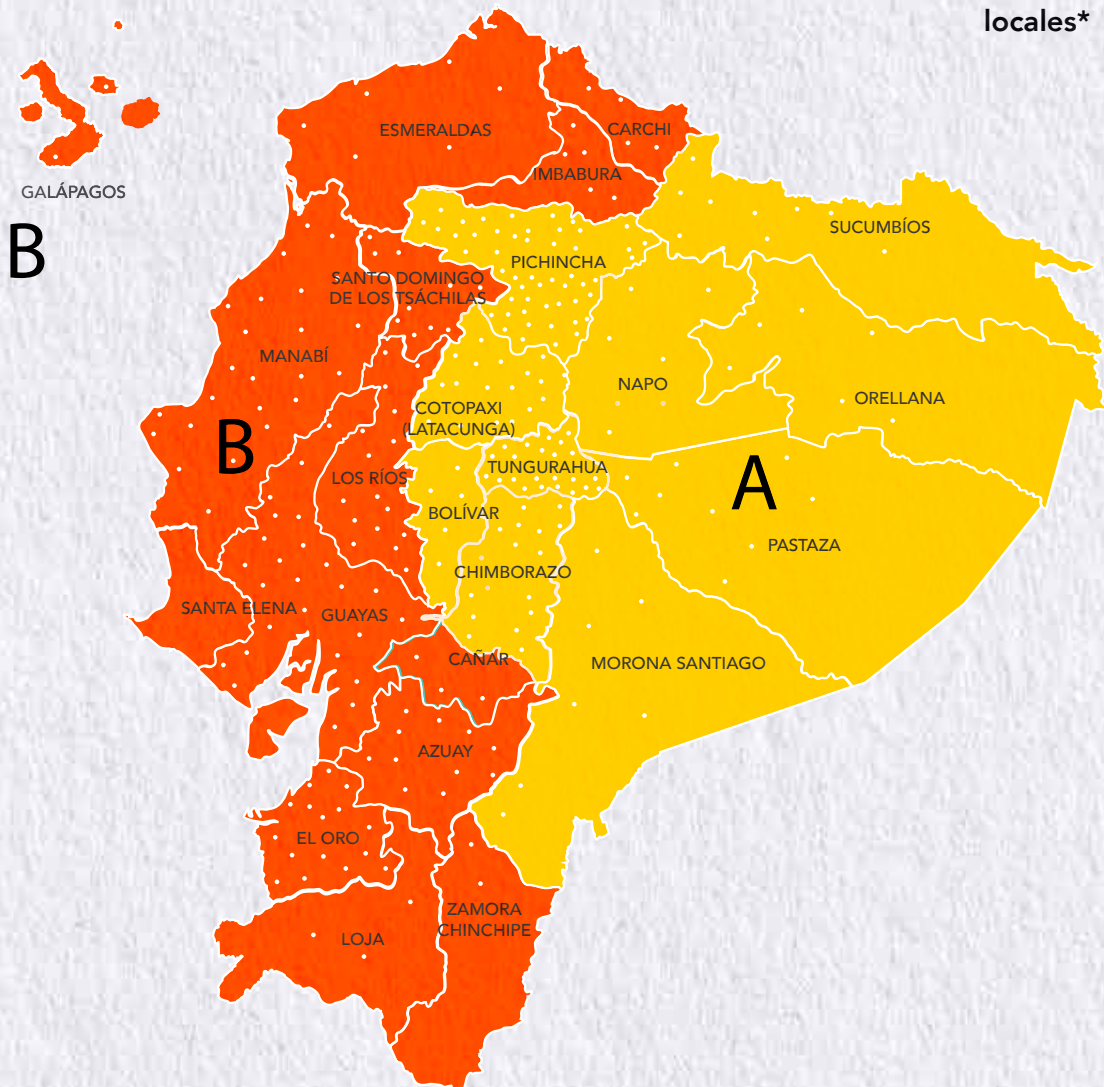 locales*
ESMERALDAS
CARCHI
IMBABURA
GALÁPAGOS
B
SUCUMBÍOS
PICHINCHA
SANTO DOMINGO
DE LOS TSÁCHILAS
MANABÍ
NAPO
ORELLANA
COTOPAXI
(LATACUNGA)
B
TUNGURAHUA
LOS RÍOS
A
BOLÍVAR
PASTAZA
CHIMBORAZO
SANTA ELENA
GUAYAS
CAÑAR
MORONA SANTIAGO
AZUAY
EL ORO
ZAMORA
CHINCHIPE
LOJA